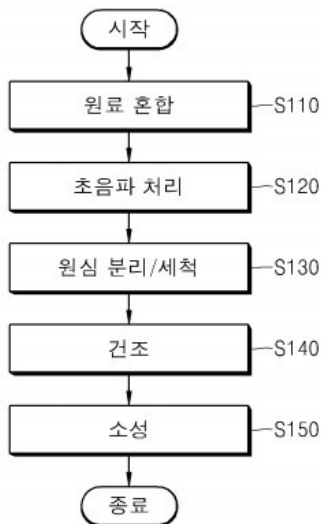 시작
원료 혼합 S110
초음파 처리 S120
원심 분리/세척 S130
건조 S140
소성 S150
종료